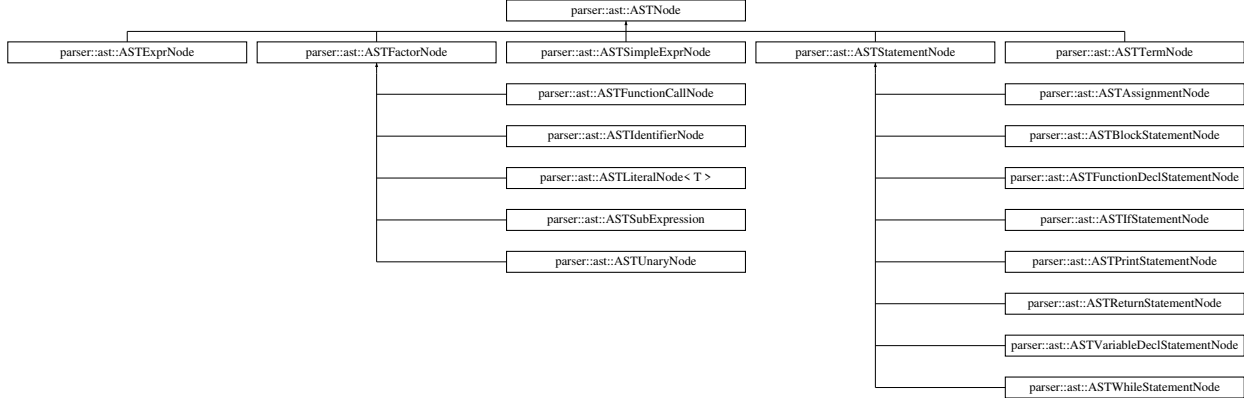 parser::ast::ASTNode
parser::ast::ASTExprNode
parser::ast::ASTFactorNode
parser::ast::ASTSimpleExprNode
parser::ast::ASTStatementNode
parser::ast::ASTTermNode
parser::ast::ASTFunctionCallNode
parser::ast::ASTAssignmentNode
parser::ast::ASTIdentifierNode
parser::ast::ASTBlockStatementNode
parser::ast::ASTLiteralNode< T >
parser::ast::ASTFunctionDeclStatementNode
parser::ast::ASTSubExpression
parser::ast::ASTIfStatementNode
parser::ast::ASTUnaryNode
parser::ast::ASTPrintStatementNode
parser::ast::ASTReturnStatementNode
parser::ast::ASTVariableDeclStatementNode
parser::ast::ASTWhileStatementNode